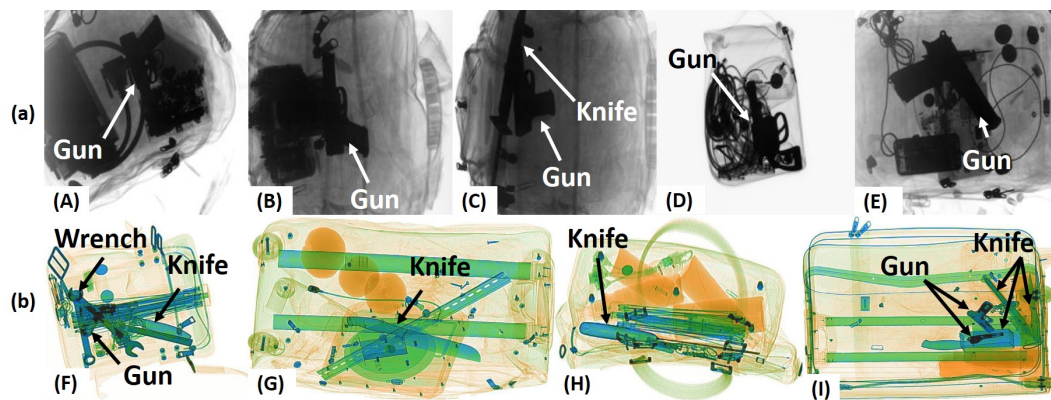 (a)
Gun
(A)
Gun
(B)
Knife
Gun
(C)
Gun
(D)
Gun
(E)
(b)
Wrench
Knife
Gun
(F)
Knife
(G)
Knife
(H)
Knife
Gun
(I)